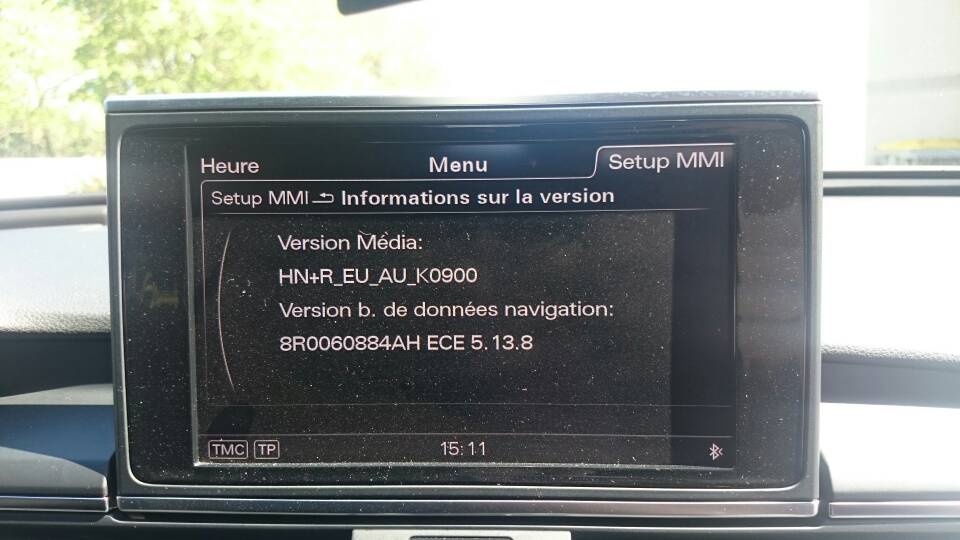 Heure Menu Setup MMI
Setup MMI Informations sur la version
Version Média:
HN+R_EU_AU_K0900
Version b. de données navigation:
8R0060884AH ECE 5.13.8
TMC TP 15:11